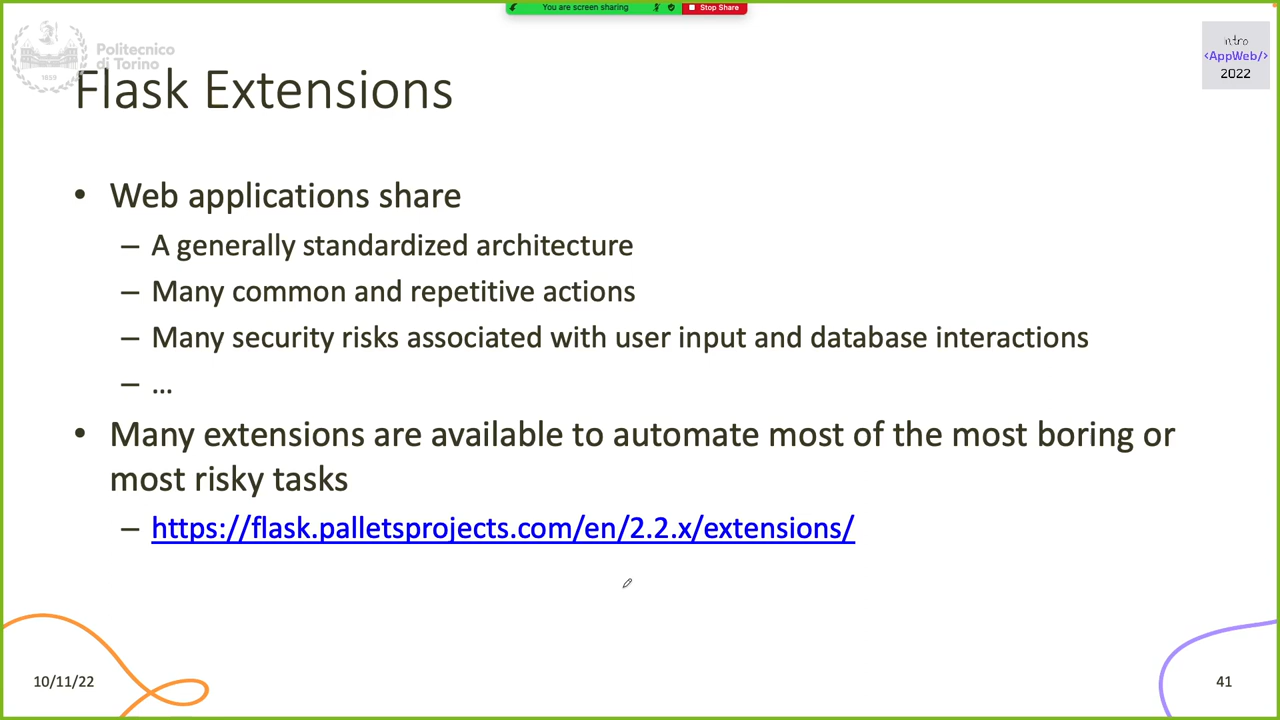 You are screen sharing
Stop Share
Politecnico
di Torino
1859
intro
<AppWeb/>
2022
Flask Extensions
• Web applications share
– A generally standardized architecture
– Many common and repetitive actions
– Many security risks associated with user input and database interactions
– …
• Many extensions are available to automate most of the most boring or
most risky tasks
– https://flask.palletsprojects.com/en/2.2.x/extensions/
10/11/22
41